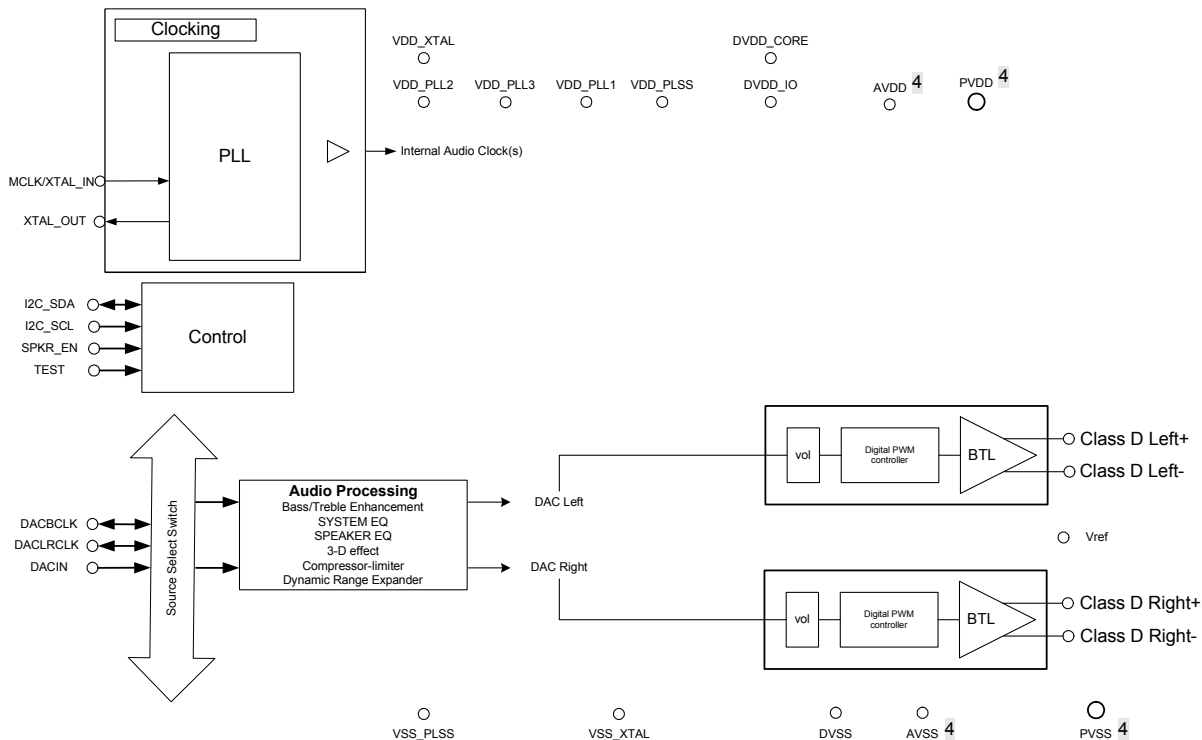 Clocking
PLL
MCLK/XTAL_IN
XTAL_OUT
Internal Audio Clock(s)
VDD_XTAL
DVDD_CORE
VDD_PLL2
VDD_PLL3
VDD_PLL1
VDD_PLSS
DVDD_IO
AVDD 4
PVDD 4
I2C_SDA
I2C_SCL
SPKR_EN
TEST
Control
DACBCLK
DACLRCLK
DACIN
Source Select Switch
Audio Processing
Bass/Treble Enhancement
SYSTEM EQ
SPEAKER EQ
3-D effect
Compressor-limiter
Dynamic Range Expander
DAC Left
DAC Right
vol
Digital PWM
controller
BTL
Class D Left+
Class D Left-
Vref
vol
Digital PWM
controller
BTL
Class D Right+
Class D Right-
VSS_PLSS
VSS_XTAL
DVSS
AVSS 4
PVSS 4